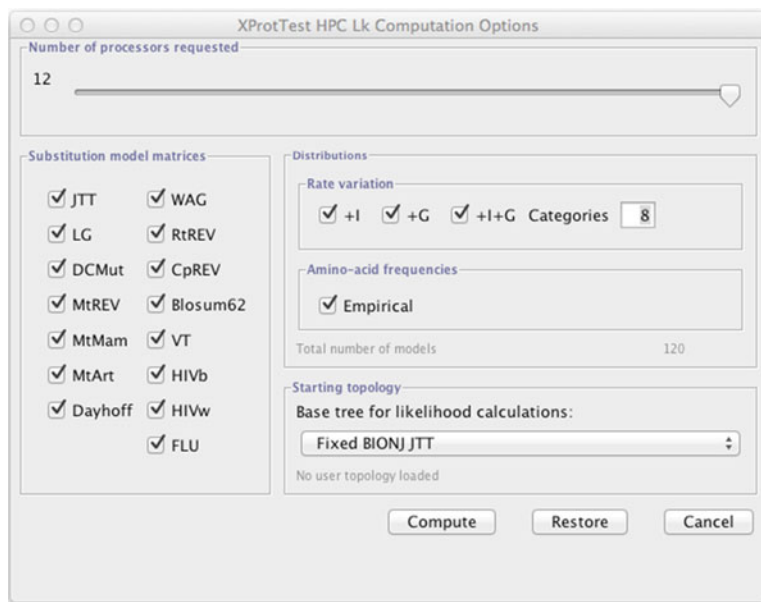 XProtTest HPC Lk Computation Options
Number of processors requested
12
Substitution model matrices
JTT WAG
LG RtREV
DCMut CpREV
MtREV Blosum62
MtMam VT
MtArt HIVb
Dayhoff HIVw
FLU
Distributions
Rate variation
+I +G +I+G Categories 8
Amino-acid frequencies
Empirical
Total number of models 120
Starting topology
Base tree for likelihood calculations:
Fixed BIONJ JTT
No user topology loaded
Compute Restore Cancel